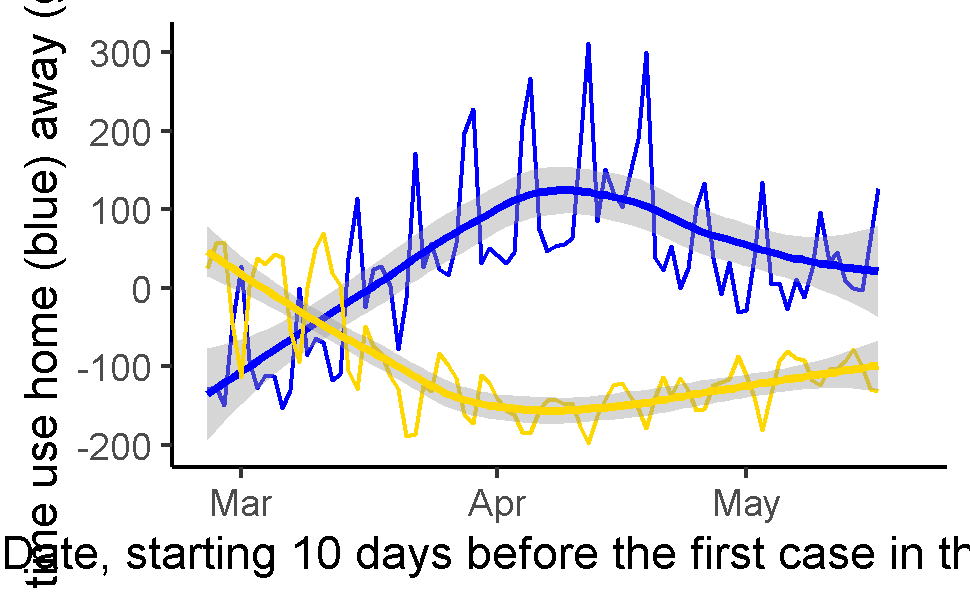 time use home (blue) away (
300
200
100
0
-100
-200
Mar Apr May
Date, starting 10 days before the first case in th